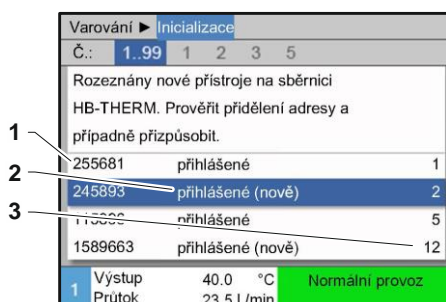 Varování ► Inicializace
Č.: 1..99 1 2 3 5
Rozeznány nové přístroje na sběrnici
HB-THERM. Prověřit přidělení adresy a
případně přizpůsobit.
1
255681 přihlášené 1
2
245893 přihlášené (nově) 2
3
přihlášené 5
1589663 přihlášené (nově) 12
1 Výstup 40.0 °C Normální provoz
Průtok 23.5 L/min